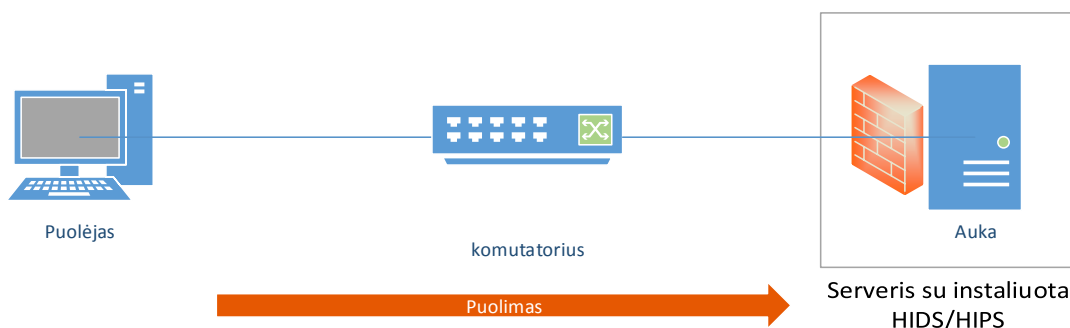 Puolėjas
komutatorius
Auka
Puolimas
Serveris su instaliuota
HIDS/HIPS